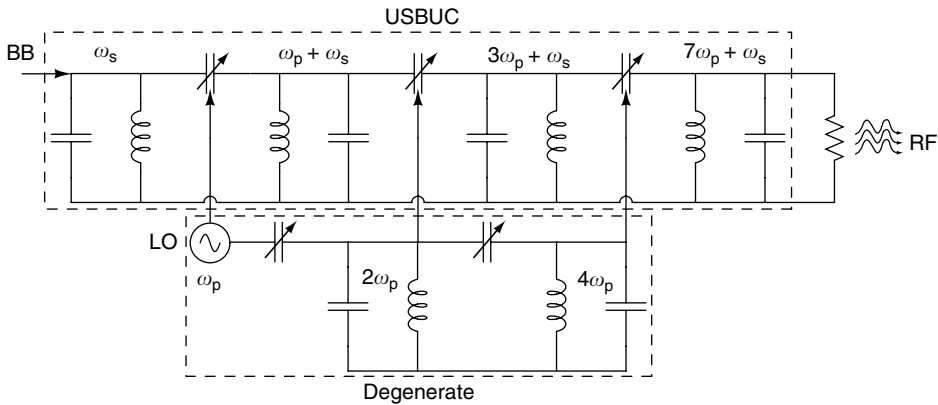 USBUC
BB
ωs
ωp + ωs
3ωp + ωs
7ωp + ωs
RF
LO
ωp
2ωp
4ωp
Degenerate